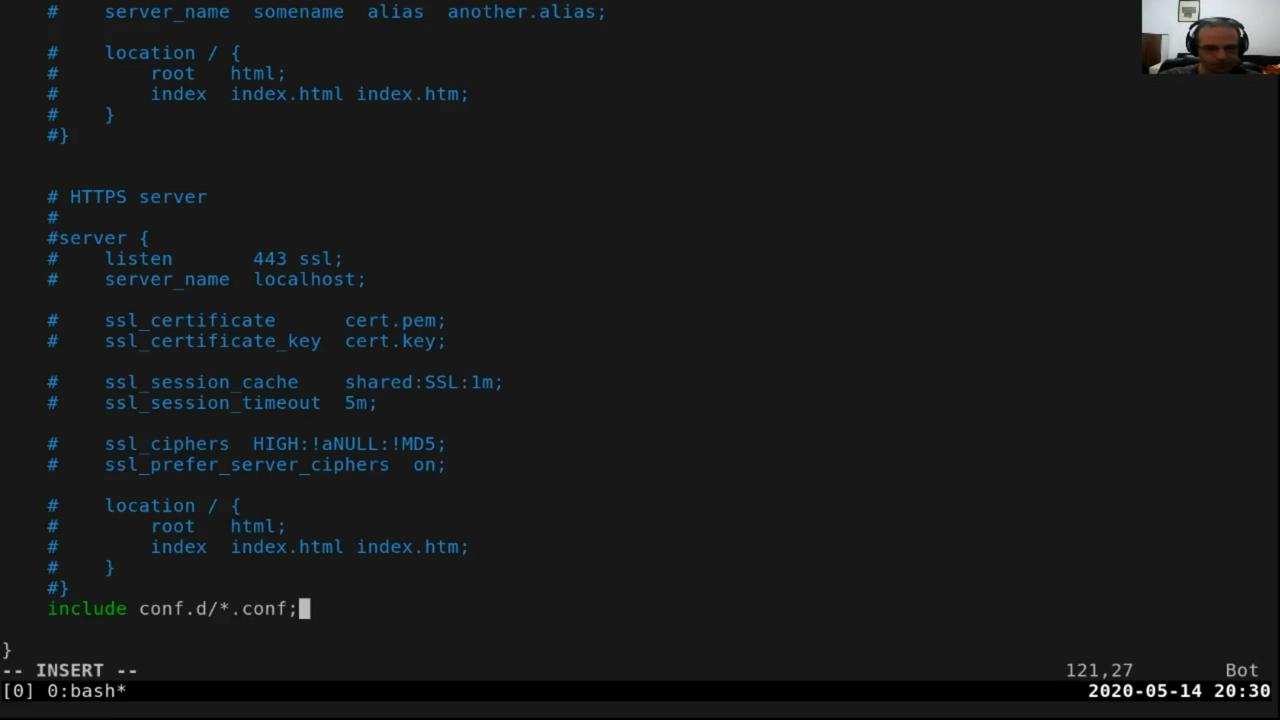 #    server_name  somename  alias  another.alias;
#    location / {
#        root   html;
#        index  index.html index.htm;
#    }
#}
# HTTPS server
#
#server {
#    listen       443 ssl;
#    server_name  localhost;
#    ssl_certificate      cert.pem;
#    ssl_certificate_key  cert.key;
#    ssl_session_cache    shared:SSL:1m;
#    ssl_session_timeout  5m;
#    ssl_ciphers  HIGH:!aNULL:!MD5;
#    ssl_prefer_server_ciphers  on;
#    location / {
#        root   html;
#        index  index.html index.htm;
#    }
#}
include conf.d/*.conf;
}
-- INSERT -- 121,27 Bot
[0] 0:bash* 2020-05-14 20:30